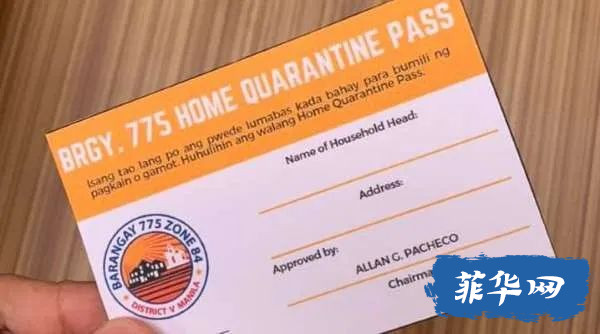 BRGY. 775 HOME QUARANTINE PASS
Isang tao lang po ang pwede lumabas kada bahay para bumili ng
pagkain o gamot. Huhulihin ang walang Home Quarantine Pass.
Name of Household Head:
Address:
Approved by:
ALLAN G. PACHECO
Chairma
BARANGAY 775 ZONE 84
DISTRICT V MANILA
菲华网